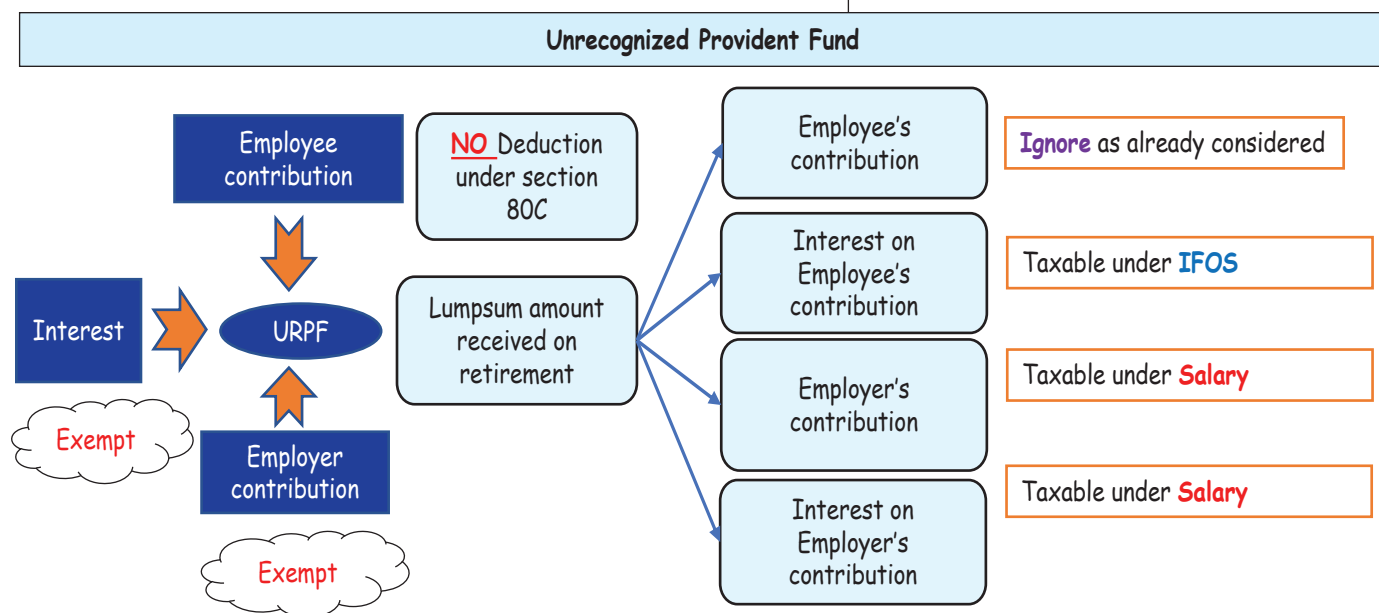 Unrecognized Provident Fund
Employee
contribution
NO Deduction
under section
80C
Interest
URPF
Exempt
Employer
contribution
Exempt
Lumpsum amount
received on
retirement
Employee's
contribution
Ignore as already considered
Interest on
Employee's
contribution
Taxable under IFOS
Employer's
contribution
Taxable under Salary
Interest on
Employer's
contribution
Taxable under Salary